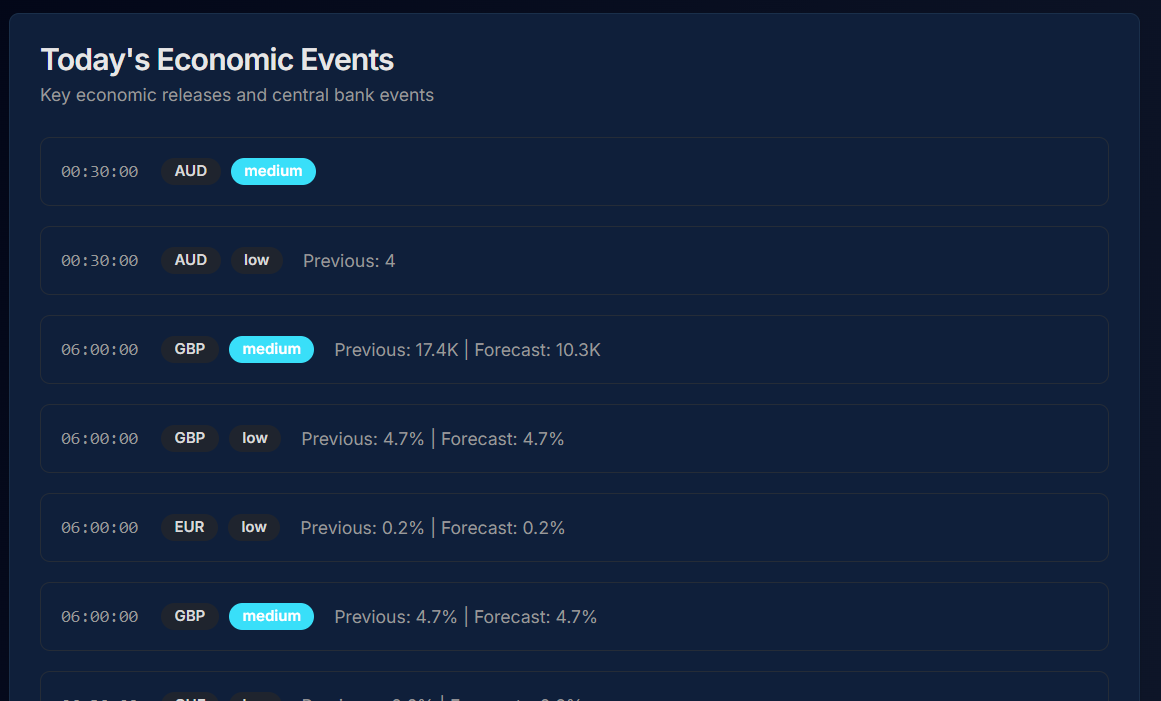 Today's Economic Events
Key economic releases and central bank events
00:30:00 AUD medium
00:30:00 AUD low Previous: 4
06:00:00 GBP medium Previous: 17.4K | Forecast: 10.3K
06:00:00 GBP low Previous: 4.7% | Forecast: 4.7%
06:00:00 EUR low Previous: 0.2% | Forecast: 0.2%
06:00:00 GBP medium Previous: 4.7% | Forecast: 4.7%